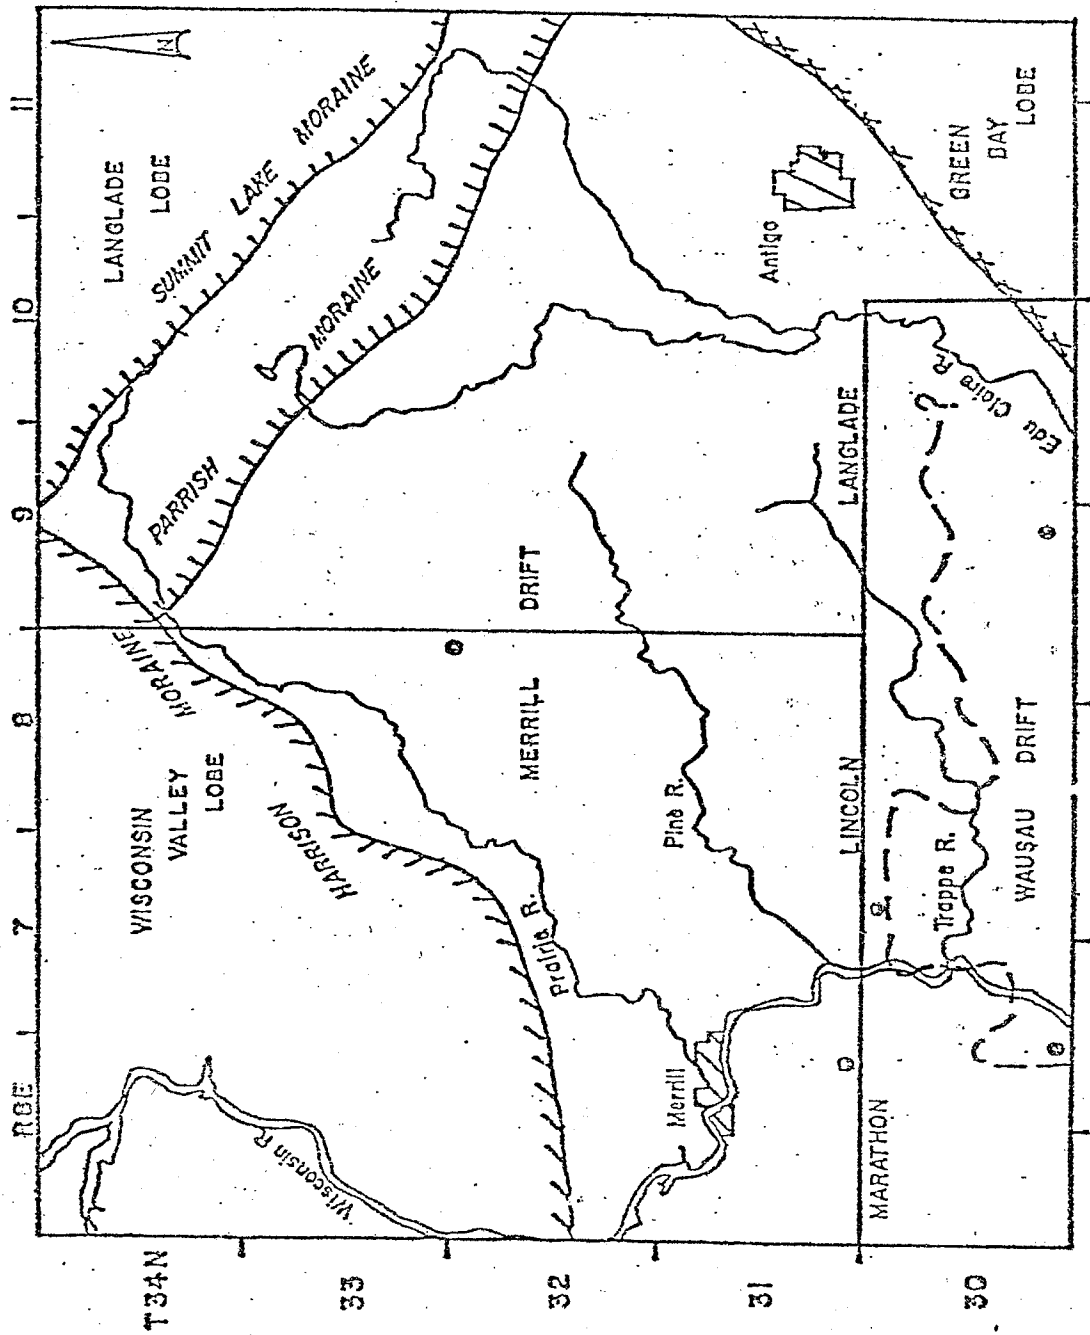 R6E 7 8 9 10 11
N
T34N
33
32
31
30
WISCONSIN
VALLEY
LOBE
LANGLADE
LOBE
SUMMIT LAKE MORAINE
HARRISON MORAINE
PARRISH MORAINE
Wisconsin R.
Prairie R.
MERRILL DRIFT
Merrill
Pine R.
Antigo
MARATHON
LINCOLN
LANGLADE
GREEN
BAY
LOBE
Trappe R.
Eau Claire R.
?
?
WAUSAU DRIFT